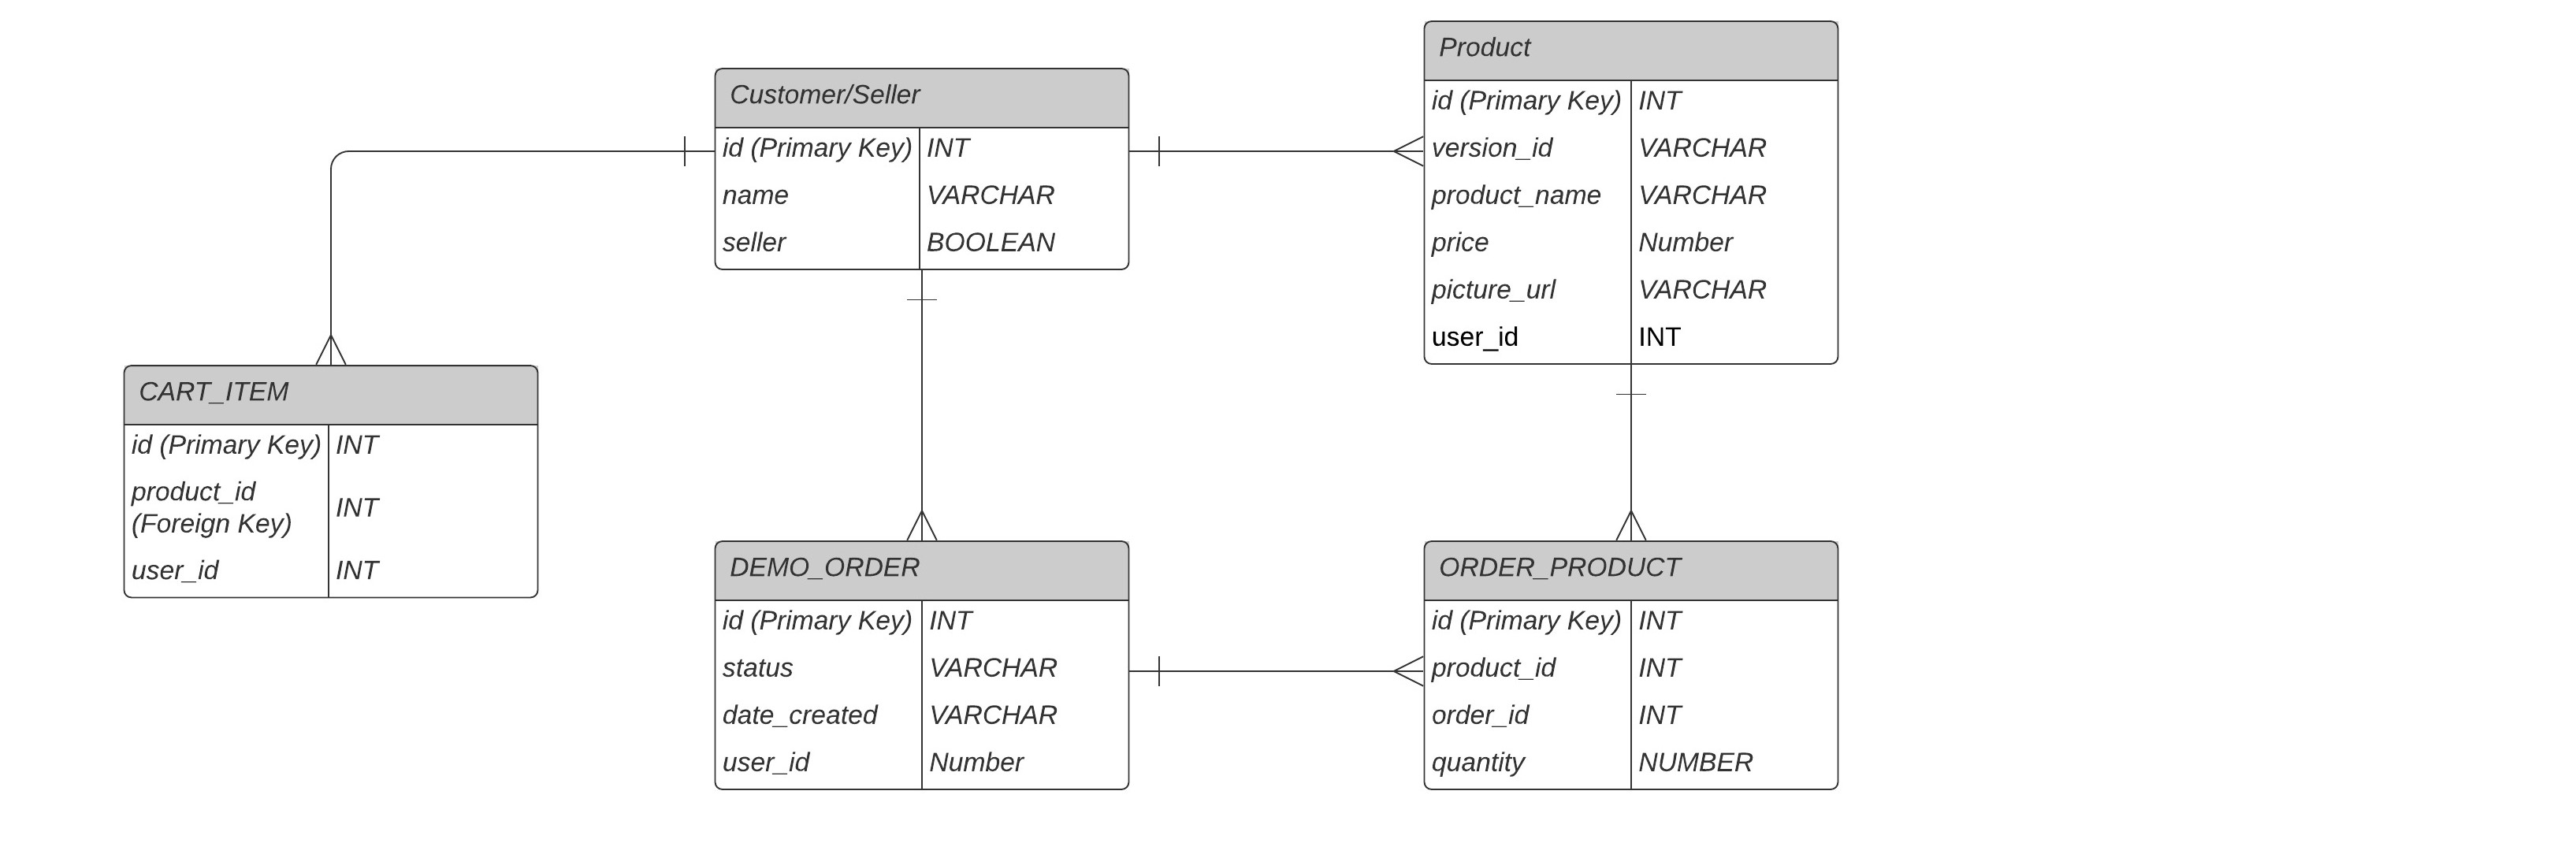 Product
id (Primary Key) INT
version_id VARCHAR
product_name VARCHAR
price Number
picture_url VARCHAR
user_id INT
Customer/Seller
id (Primary Key) INT
name VARCHAR
seller BOOLEAN
CART_ITEM
id (Primary Key) INT
product_id
(Foreign Key) INT
user_id INT
DEMO_ORDER
id (Primary Key) INT
status VARCHAR
date_created VARCHAR
user_id Number
ORDER_PRODUCT
id (Primary Key) INT
product_id INT
order_id INT
quantity NUMBER